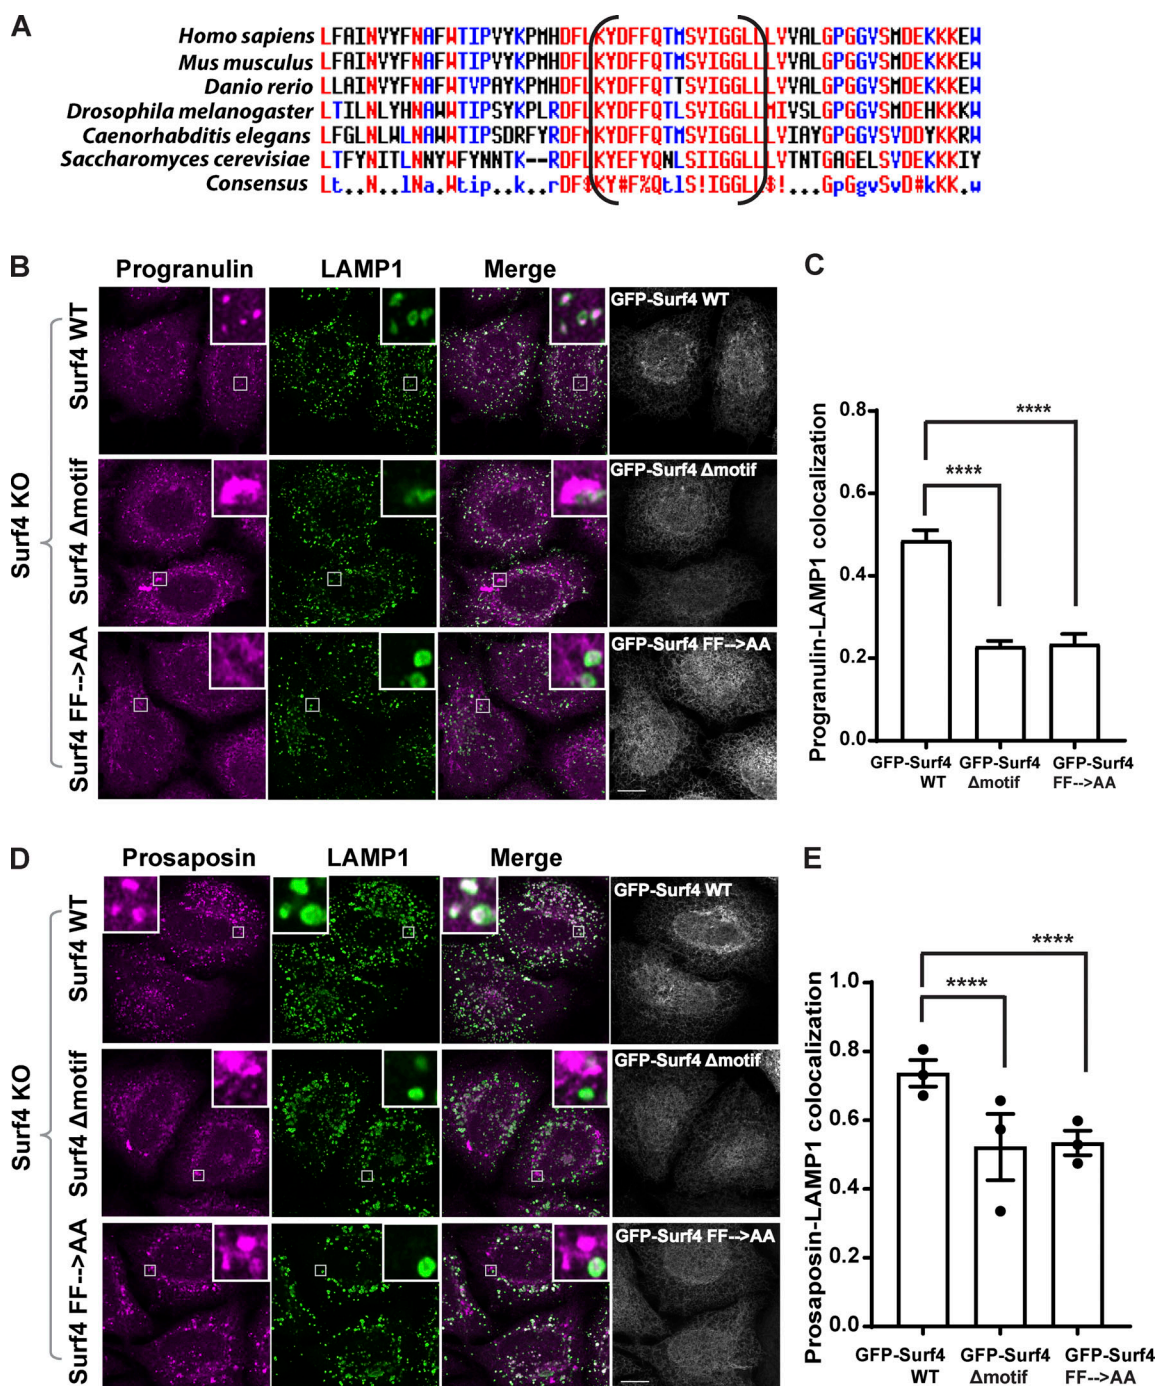 A
Homo sapiens LFAINVYFNAFWTIPVYKPMHDFLKYDFFQTMSVIGGLLLVVALGPGGVSMDEKKKEW
Mus musculus LFAINVYFNAFWTIPVYKPMHDFLKYDFFQTMSVIGGLLLVVALGPGGVSMDEKKKEW
Danio rerio LLAINVYFNAFWTVPAYKPMHDFLKYDFFQTTSVIGGLLLVVALGPGGVSMDEKKKEW
Drosophila melanogaster LTILNLYHNAWWTIPSYKPLRDFLKYDFFQTLSVIGGLLMIVSLGPGGVSMDEHKKKW
Caenorhabditis elegans LFGLNLWLNAWWTIPSDRFYRDFMKYDFFQTMSVIGGLLLVIAYGPGGVSVDDYKKRW
Saccharomyces cerevisiae LTFYNITLNNYWFYNNTK--RDFLKYEFYQNLSIIGGLLLVTNTGAGELSVDEKKKIY
Consensus Lt..N..lNa.Wtip..k..rDF$KY#F%QtlS!IGGLL$!...GpGgvSvD#kKK.w
B
Progranulin LAMP1 Merge
Surf4 KO
Surf4 WT
GFP-Surf4 WT
Surf4 Δmotif
GFP-Surf4 Δmotif
Surf4 FF-->AA
GFP-Surf4 FF-->AA
C
Progranulin-LAMP1 colocalization
0.8
0.6
0.4
0.2
0.0
****
****
GFP-Surf4 WT
GFP-Surf4 Δmotif
GFP-Surf4 FF-->AA
D
Prosaposin LAMP1 Merge
Surf4 KO
Surf4 WT
GFP-Surf4 WT
Surf4 Δmotif
GFP-Surf4 Δmotif
Surf4 FF-->AA
GFP-Surf4 FF-->AA
E
Prosaposin-LAMP1 colocalization
1.0
0.8
0.6
0.4
0.2
0.0
****
****
GFP-Surf4 WT
GFP-Surf4 Δmotif
GFP-Surf4 FF-->AA